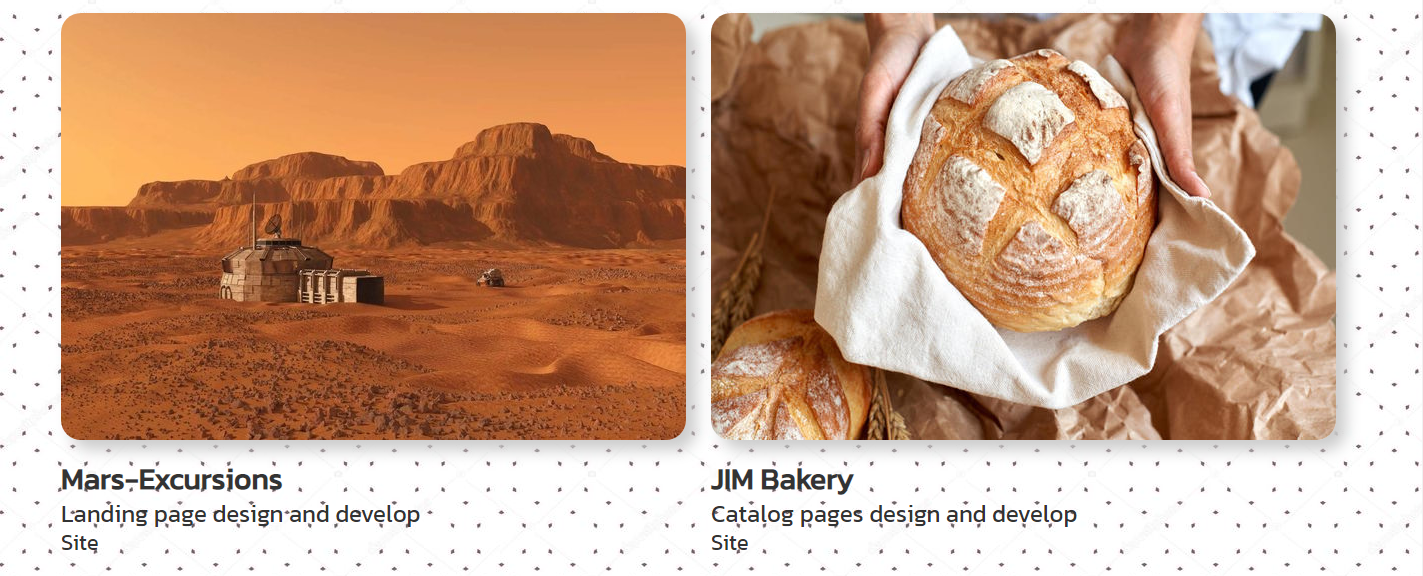 Mars-Excursions
Landing page design and develop
Site
JIM Bakery
Catalog pages design and develop
Site